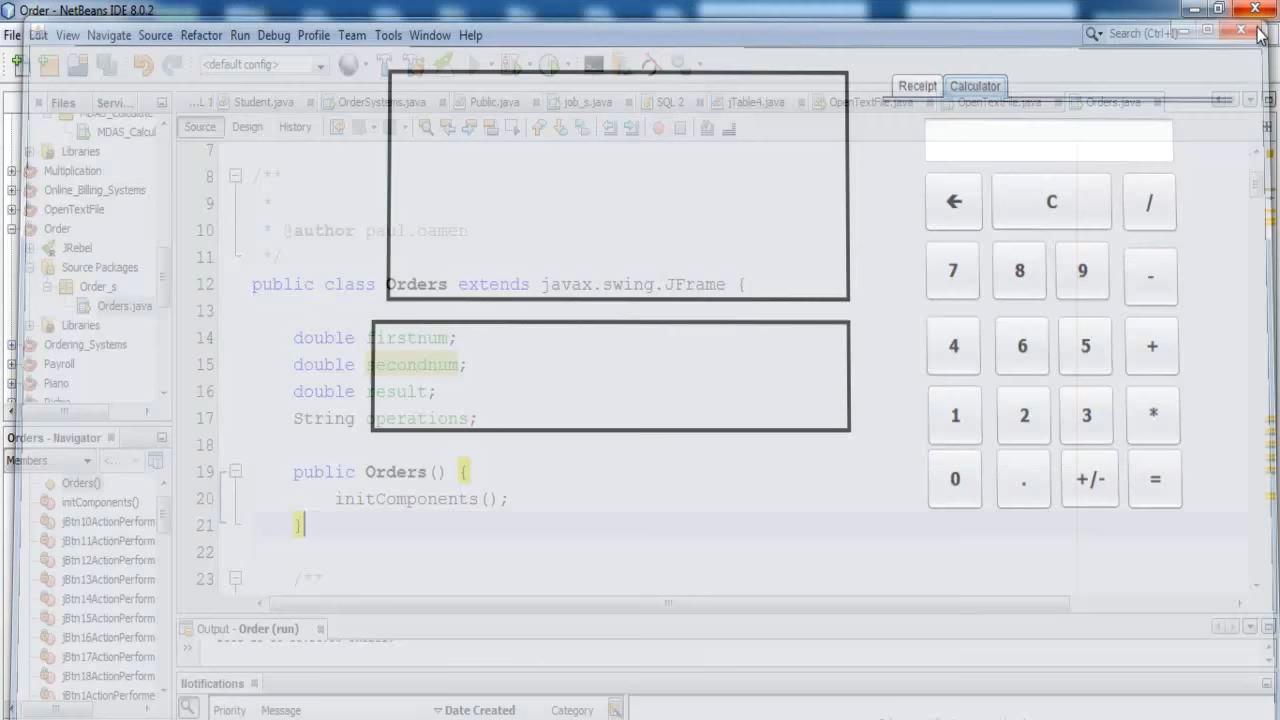 Order - NetBeans IDE 8.0.2
File Edit View Navigate Source Refactor Run Debug Profile Team Tools Window Help
Search (Ctrl+I)
<default config>
Receipt Calculator
Files Servi...
...L 1 Student.java OrderSystems.java Public.java job_s.java SQL 2 jTable4.java OpenTextFile.java OpenTextFile.java Orders.java
Source Design History
MDAS_Calculate
MDAS_Calcul
Libraries
Multiplication
Online_Billing_Systems
OpenTextFile
Order
JRebel
Source Packages
Order_s
Orders.java
Libraries
Ordering_Systems
Payroll
Piano
7
8 /**
9 *
10 * @author paul.oamen
11 */
12 public class Orders extends javax.swing.JFrame {
13
14 double firstnum;
15 double secondnum;
16 double result;
17 String operations;
18
19 public Orders() {
20 initComponents();
21 }
22
23 /**
← C /
7 8 9 -
4 6 5 +
1 2 3 *
0 . +/- =
Orders - Navigator
Members <...
Orders()
initComponents()
jBtn10ActionPerform
jBtn11ActionPerform
jBtn12ActionPerform
jBtn13ActionPerform
jBtn14ActionPerform
jBtn15ActionPerform
jBtn16ActionPerform
jBtn17ActionPerform
jBtn18ActionPerform
jBtn1ActionPerforme
Output - Order (run)
Notifications
Priority Message Date Created Category